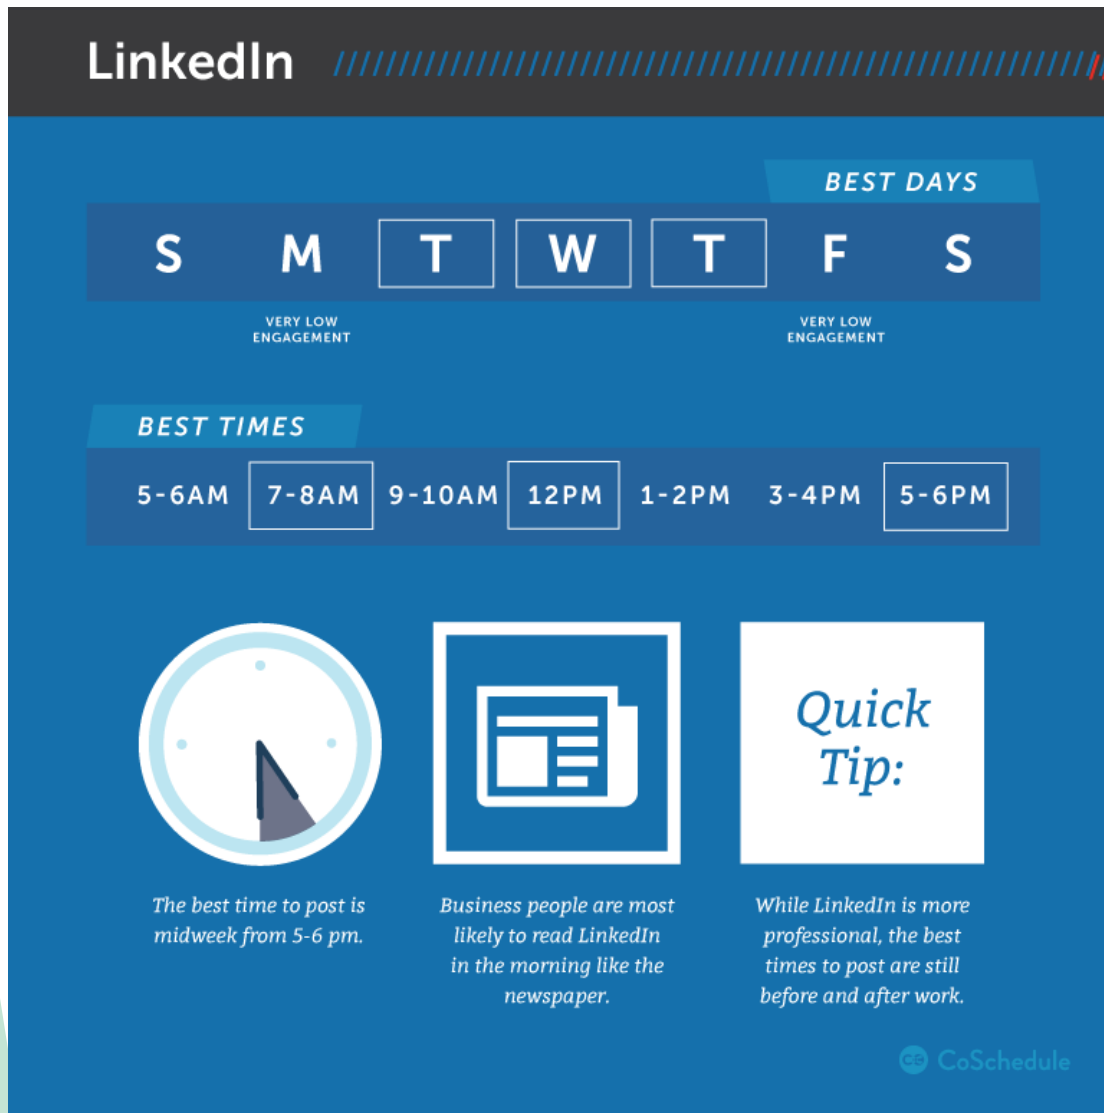 LinkedIn
BEST DAYS
S M T W T F S
VERY LOW VERY LOW
ENGAGEMENT ENGAGEMENT
BEST TIMES
5-6AM 7-8AM 9-10AM 12PM 1-2PM 3-4PM 5-6PM
Quick
Tip:
The best time to post is
midweek from 5-6 pm.
Business people are most
likely to read LinkedIn
in the morning like the
newspaper.
While LinkedIn is more
professional, the best
times to post are still
before and after work.
CoSchedule